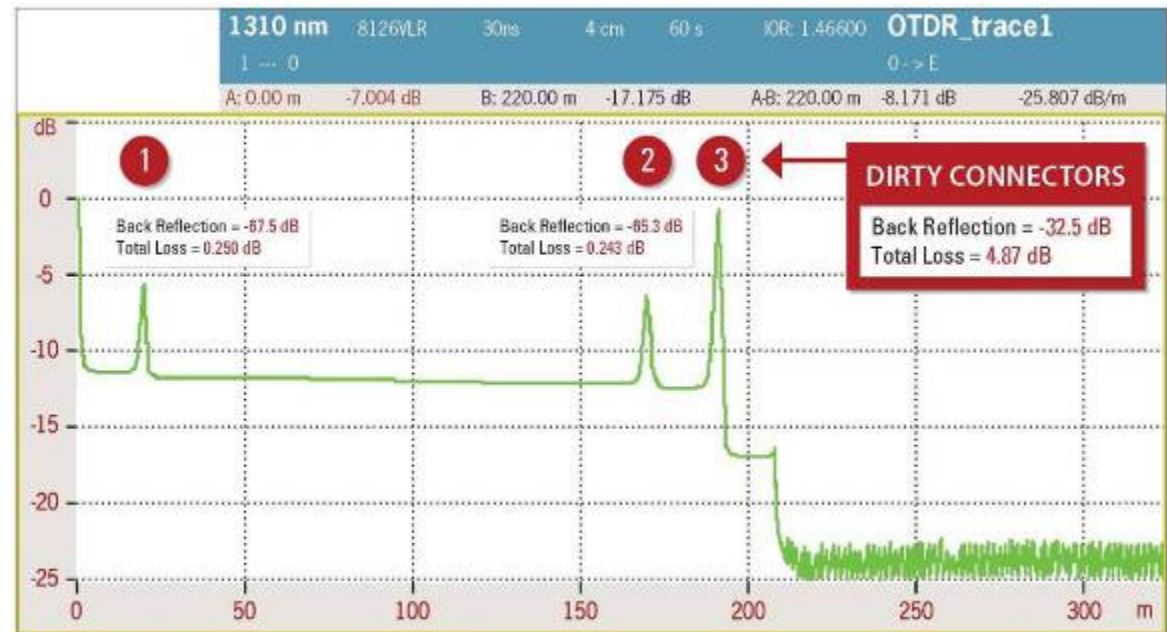 1310 nm 8126VLR 30ns 4 cm 60 s IOR: 1.46600 OTDR_trace1
1 --- 0 0->E
A: 0.00 m -7.004 dB B: 220.00 m -17.175 dB A-B: 220.00 m -8.171 dB -25.807 dB/m
dB
1 2 3
DIRTY CONNECTORS
Back Reflection = -67.5 dB
Total Loss = 0.250 dB
Back Reflection = -65.3 dB
Total Loss = 0.243 dB
Back Reflection = -32.5 dB
Total Loss = 4.87 dB
0
-5
-10
-15
-20
-25
0 50 100 150 200 250 300 m